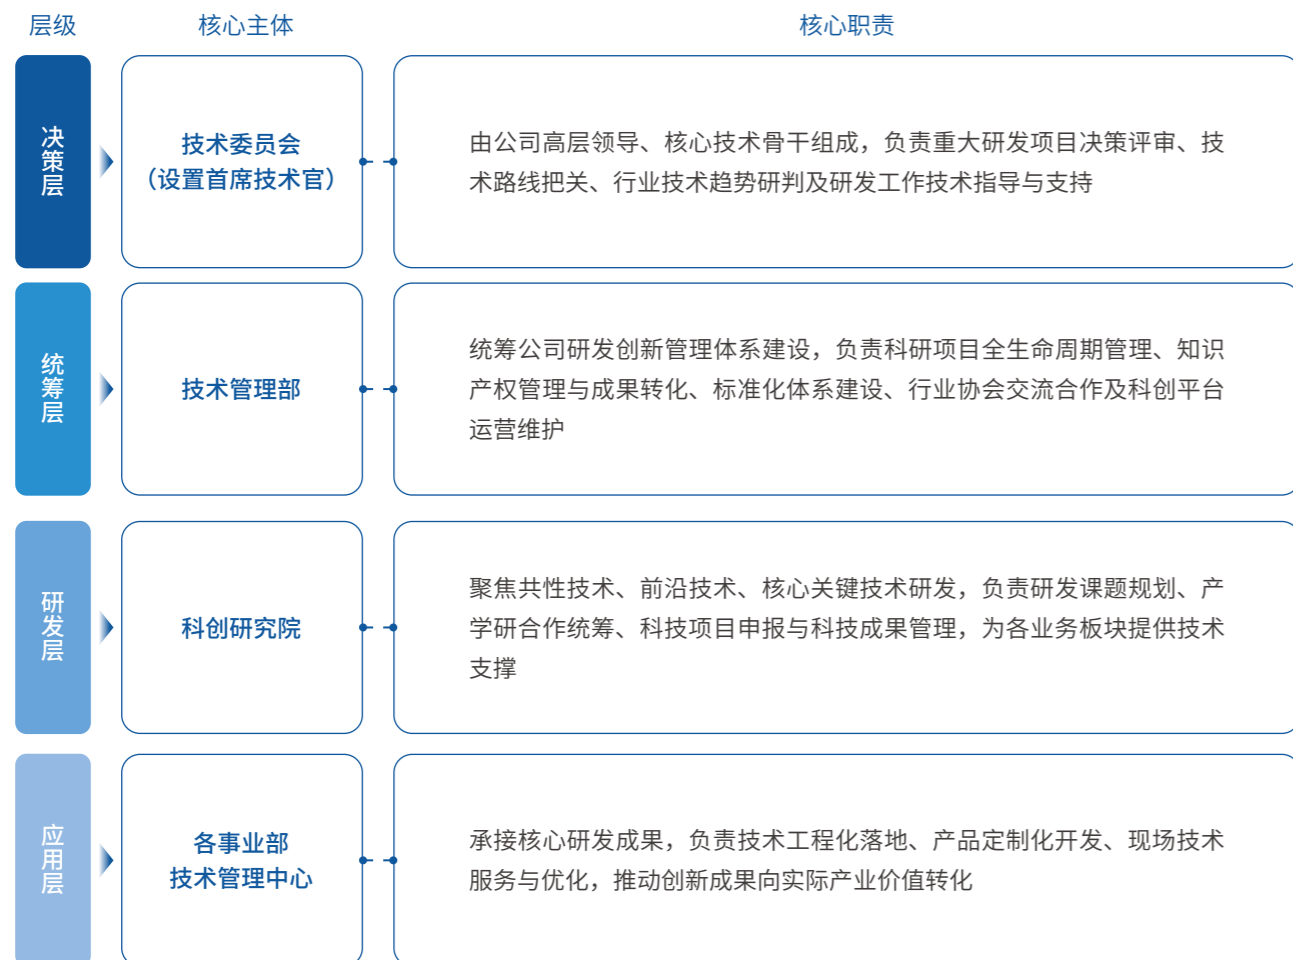 层级 核心主体 核心职责
决策层
技术委员会
（设置首席技术官）
由公司高层领导、核心技术骨干组成，负责重大研发项目决策评审、技
术路线把关、行业技术趋势研判及研发工作技术指导与支持
统筹层
技术管理部
统筹公司研发创新管理体系建设，负责科研项目全生命周期管理、知识
产权管理与成果转化、标准化体系建设、行业协会交流合作及科创平台
运营维护
研发层
科创研究院
聚焦共性技术、前沿技术、核心关键技术研发，负责研发课题规划、产
学研合作统筹、科技项目申报与科技成果管理，为各业务板块提供技术
支撑
应用层
各事业部
技术管理中心
承接核心研发成果，负责技术工程化落地、产品定制化开发、现场技术
服务与优化，推动创新成果向实际产业价值转化